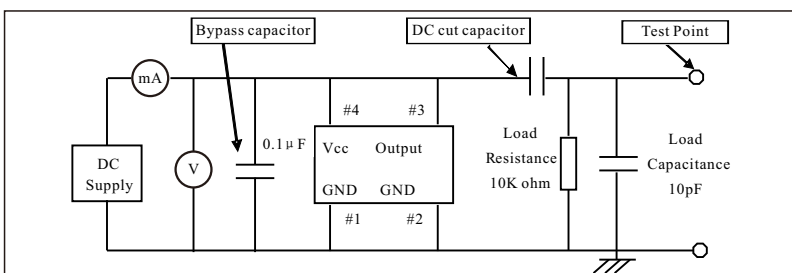 Bypass capacitor
DC cut capacitor
Test Point
mA
#4
#3
DC
Supply
V
0.1μF
Vcc Output
GND GND
Load
Resistance
10K ohm
Load
Capacitance
10pF
#1
#2